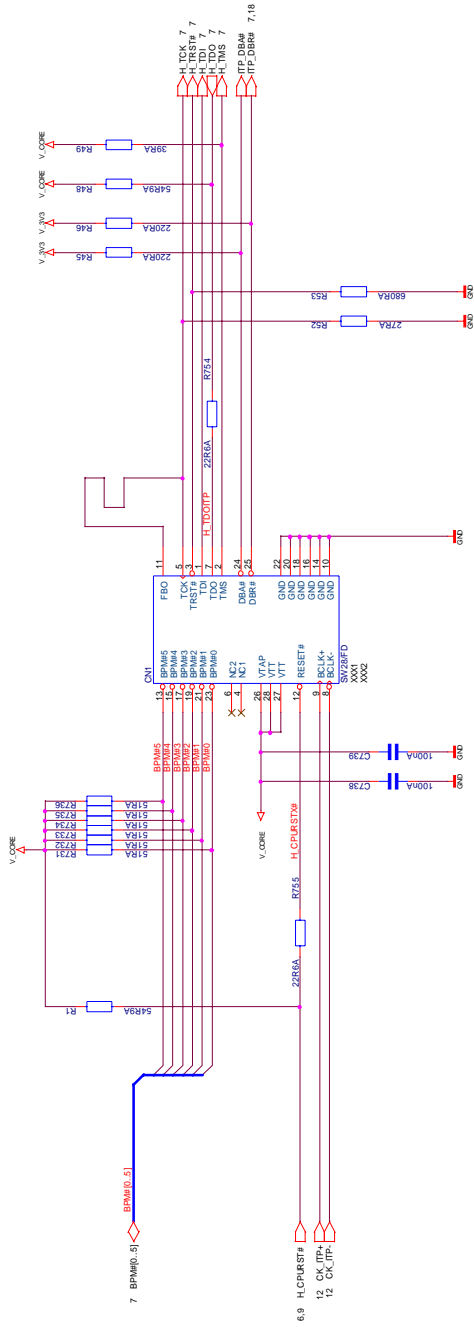 H_TCK 7
H_TRST# 7
H_TDI 7
H_TDO 7
H_TMS 7
ITP_DBA#
ITP_DBR# 7,18
V_CORE
R49
39RA
V_CORE
R48
54R9A
V_3V3
R46
220RA
V_3V3
R45
220RA
R53
680RA
GND
R52
27RA
GND
R754
22R6A
H_TDOITP
11
5
3
1
7
2
24
25
22
20
18
16
14
10
GND
CN1
FBO
TCK
TRST#
TDI
TDO
TMS
DBA#
DBR#
GND
GND
GND
GND
GND
GND
BPM#5
BPM#4
BPM#3
BPM#2
BPM#1
BPM#0
NC2
NC1
VTAP
VTT
VTT
RESET#
BCLK+
BCLK-
SW28/FD
XXX1
XXX2
13
15
17
19
21
23
6
4
26
28
27
12
9
8
BPM#5
BPM#4
BPM#3
BPM#2
BPM#1
BPM#0
V_CORE
R736
51RA
R735
51RA
R734
51RA
R733
51RA
R732
51RA
R731
51RA
V_CORE
C739
100nA
GND
C738
100nA
GND
H_CPURSTX#
R755
22R6A
R1
54R9A
BPM#[0..5]
7 BPM#[0..5]
6,9 H_CPURST#
12 CK_ITP+
12 CK_ITP-